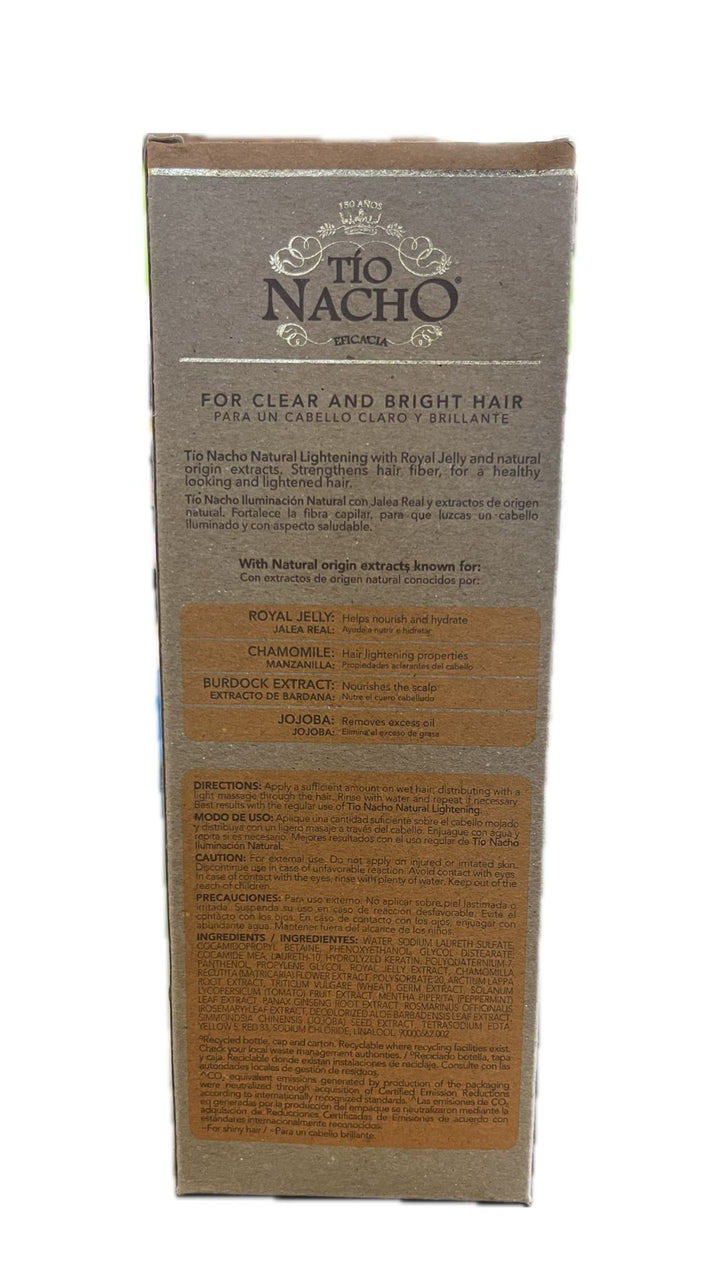 150 AÑOS
TÍO
NACHO®
EFICACIA
FOR CLEAR AND BRIGHT HAIR
PARA UN CABELLO CLARO Y BRILLANTE
Tío Nacho Natural Lightening with Royal Jelly and natural
origin extracts. Strengthens hair fiber, for a healthy
looking and lightened hair.
Tío Nacho Iluminación Natural con Jalea Real y extractos de origen
natural. Fortalece la fibra capilar, para que luzcas un cabello
iluminado y con aspecto saludable.
With Natural origin extracts known for:
Con extractos de origen natural conocidos por:
ROYAL JELLY: Helps nourish and hydrate
JALEA REAL: Ayuda a nutrir e hidratar
CHAMOMILE: Hair lightening properties
MANZANILLA: Propiedades aclarantes del cabello
BURDOCK EXTRACT: Nourishes the scalp
EXTRACTO DE BARDANA: Nutre el cuero cabelludo
JOJOBA: Removes excess oil
JOJOBA: Elimina el exceso de grasa
DIRECTIONS: Apply a sufficient amount on wet hair, distributing with a
light massage through the hair. Rinse with water and repeat if necessary.
Best results with the regular use of Tío Nacho Natural Lightening.
MODO DE USO: Aplique una cantidad suficiente sobre el cabello mojado
y distribuya con un ligero masaje a través del cabello. Enjuague con agua y
repita si es necesario. Mejores resultados con el uso regular de Tío Nacho
Iluminación Natural.
CAUTION: For external use. Do not apply on injured or irritated skin.
Discontinue use in case of unfavorable reaction. Avoid contact with eyes.
In case of contact with the eyes, rinse with plenty of water. Keep out of the
reach of children.
PRECAUCIONES: Para uso externo. No aplicar sobre piel lastimada o
irritada. Suspenda su uso en caso de reacción desfavorable. Evite el
contacto con los ojos. En caso de contacto con los ojos, enjuagar con
abundante agua. Mantener fuera del alcance de los niños.
INGREDIENTS / INGREDIENTES: WATER, SODIUM LAURETH SULFATE,
COCAMIDOPROPYL BETAINE, PHENOXYETHANOL, GLYCOL DISTEARATE,
COCAMIDE MEA, LAURETH-10, HYDROLYZED KERATIN, POLYQUATERNIUM-7,
PANTHENOL, PROPYLENE GLYCOL, ROYAL JELLY EXTRACT, CHAMOMILLA
RECUTITA (MATRICARIA) FLOWER EXTRACT, POLYSORBATE 20, ARCTIUM LAPPA
ROOT EXTRACT, TRITICUM VULGARE (WHEAT) GERM EXTRACT, SOLANUM
LYCOPERSICUM (TOMATO) FRUIT EXTRACT, MENTHA PIPERITA (PEPPERMINT)
LEAF EXTRACT, PANAX GINSENG ROOT EXTRACT, ROSMARINUS OFFICINALIS
(ROSEMARY) LEAF EXTRACT, DEODORIZED ALOE BARBADENSIS LEAF EXTRACT,
SIMMONDSIA CHINENSIS (JOJOBA) SEED EXTRACT, TETRASODIUM EDTA,
YELLOW 5, RED 33, SODIUM CHLORIDE, LINALOOL. 90000562.002
°Recycled bottle, cap and carton. Recyclable where recycling facilities exist.
Check your local waste management authorities. / °Reciclado botella, tapa
y caja. Reciclable donde existan instalaciones de reciclaje. Consulte con las
autoridades locales de gestión de residuos.
^CO₂ equivalent emissions generated by production of the packaging
were neutralized through acquisition of Certified Emission Reductions
according to internationally recognized standards. ^Las emisiones de CO₂
eq generadas por la producción del empaque se neutralizaron mediante la
adquisición de Reducciones Certificadas de Emisiones de acuerdo con
estándares internacionalmente reconocidos.
~For shiny hair / ~Para un cabello brillante.